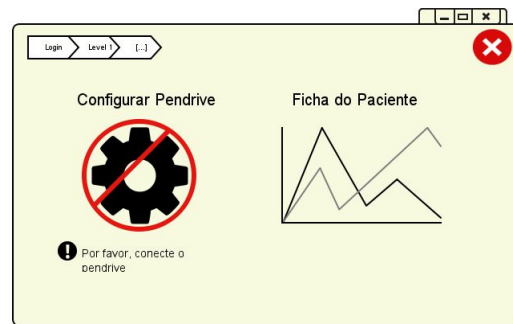 Login
Level 1
[...]
Configurar Pendrive
Ficha do Paciente
Por favor, conecte o
pendrive